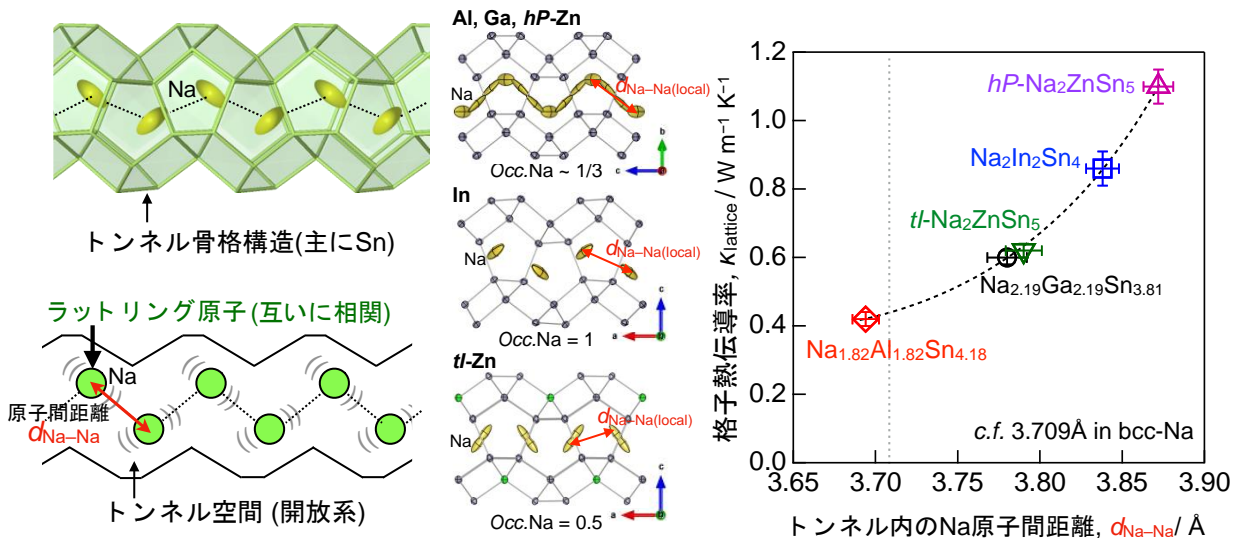 Na
トンネル骨格構造(主にSn)
ラットリング原子(互いに相関)
Na
原子間距離
dNa–Na
トンネル空間 (開放系)
Al, Ga, hP-Zn
Na
dNa–Na(local)
b
c
a
Occ.Na ~ 1/3
In
Na
dNa–Na(local)
c
a
b
Occ.Na = 1
tI-Zn
Na
dNa–Na(local)
c
a
b
Occ.Na = 0.5
格子熱伝導率, κlattice / W m⁻¹ K⁻¹
1.2
1.0
0.8
0.6
0.4
0.2
0.0
hP-Na₂ZnSn₅
Na₂In₂Sn₄
tI-Na₂ZnSn₅
Na₂.₁₉Ga₂.₁₉Sn₃.₈₁
Na₁.₈₂Al₁.₈₂Sn₄.₁₈
c.f. 3.709Å in bcc-Na
3.65
3.70
3.75
3.80
3.85
3.90
トンネル内のNa原子間距離, dNa–Na/ Å